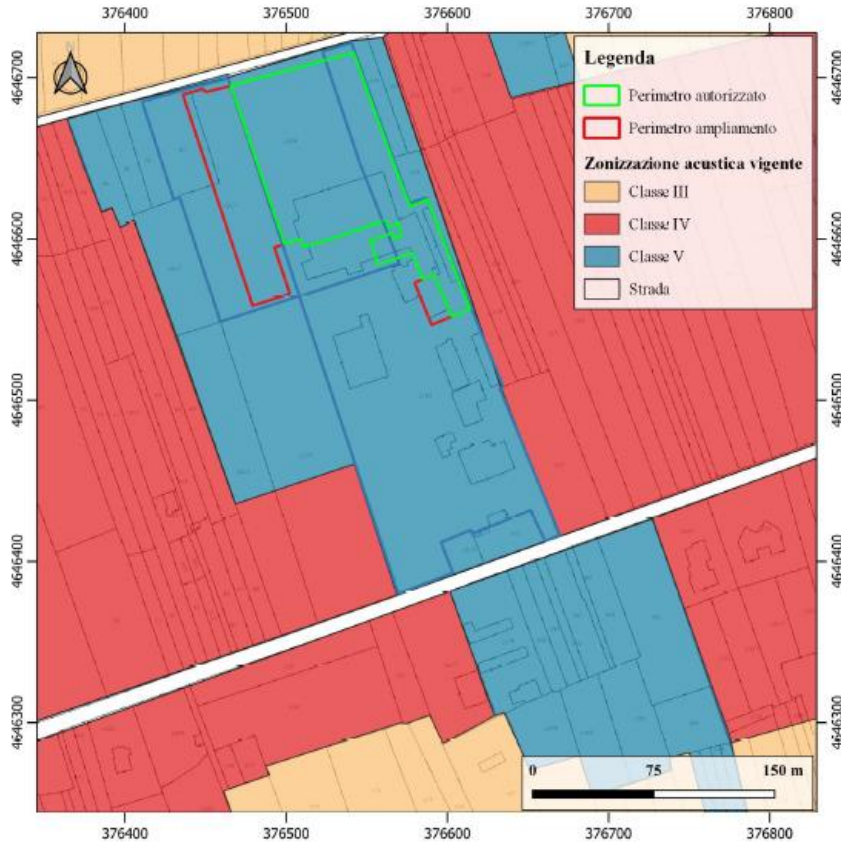 376400 376500 376600 376700 376800
4646700 4646700
4646600 4646600
4646500 4646500
4646400 4646400
4646300 4646300
Legenda
Perimetro autorizzato
Perimetro ampliamento
Zonizzazione acustica vigente
Classe III
Classe IV
Classe V
Strada
0 75 150 m
376400 376500 376600 376700 376800